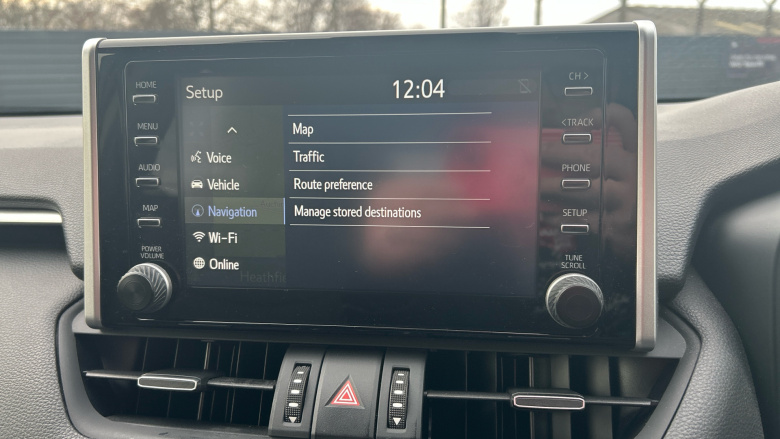 HOME
MENU
AUDIO
MAP
POWER
VOLUME
Setup
12:04
Voice
Vehicle
Navigation
Wi-Fi
Online
Map
Traffic
Route preference
Manage stored destinations
CH >
< TRACK
PHONE
SETUP
TUNE
SCROLL